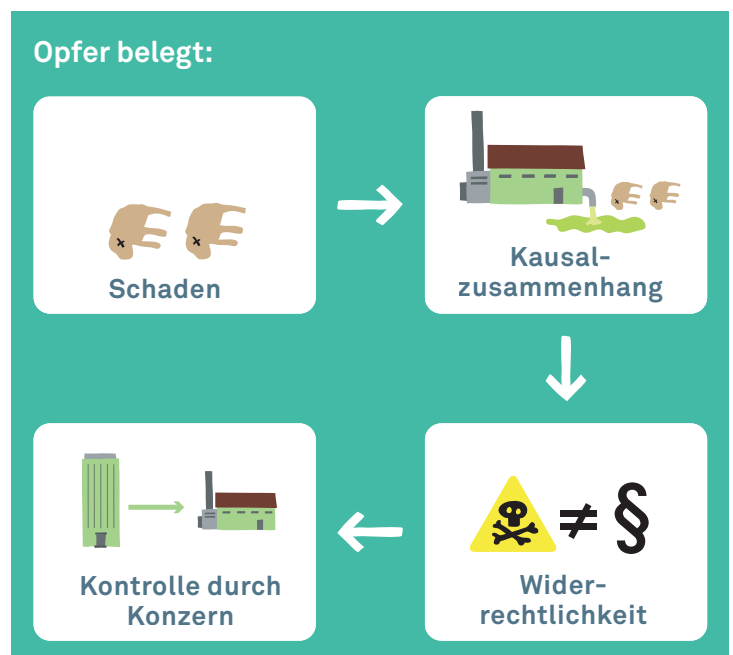 Opfer belegt:
Schaden
Kausal-
zusammenhang
≠ §
Wider-
rechtlichkeit
Kontrolle durch
Konzern